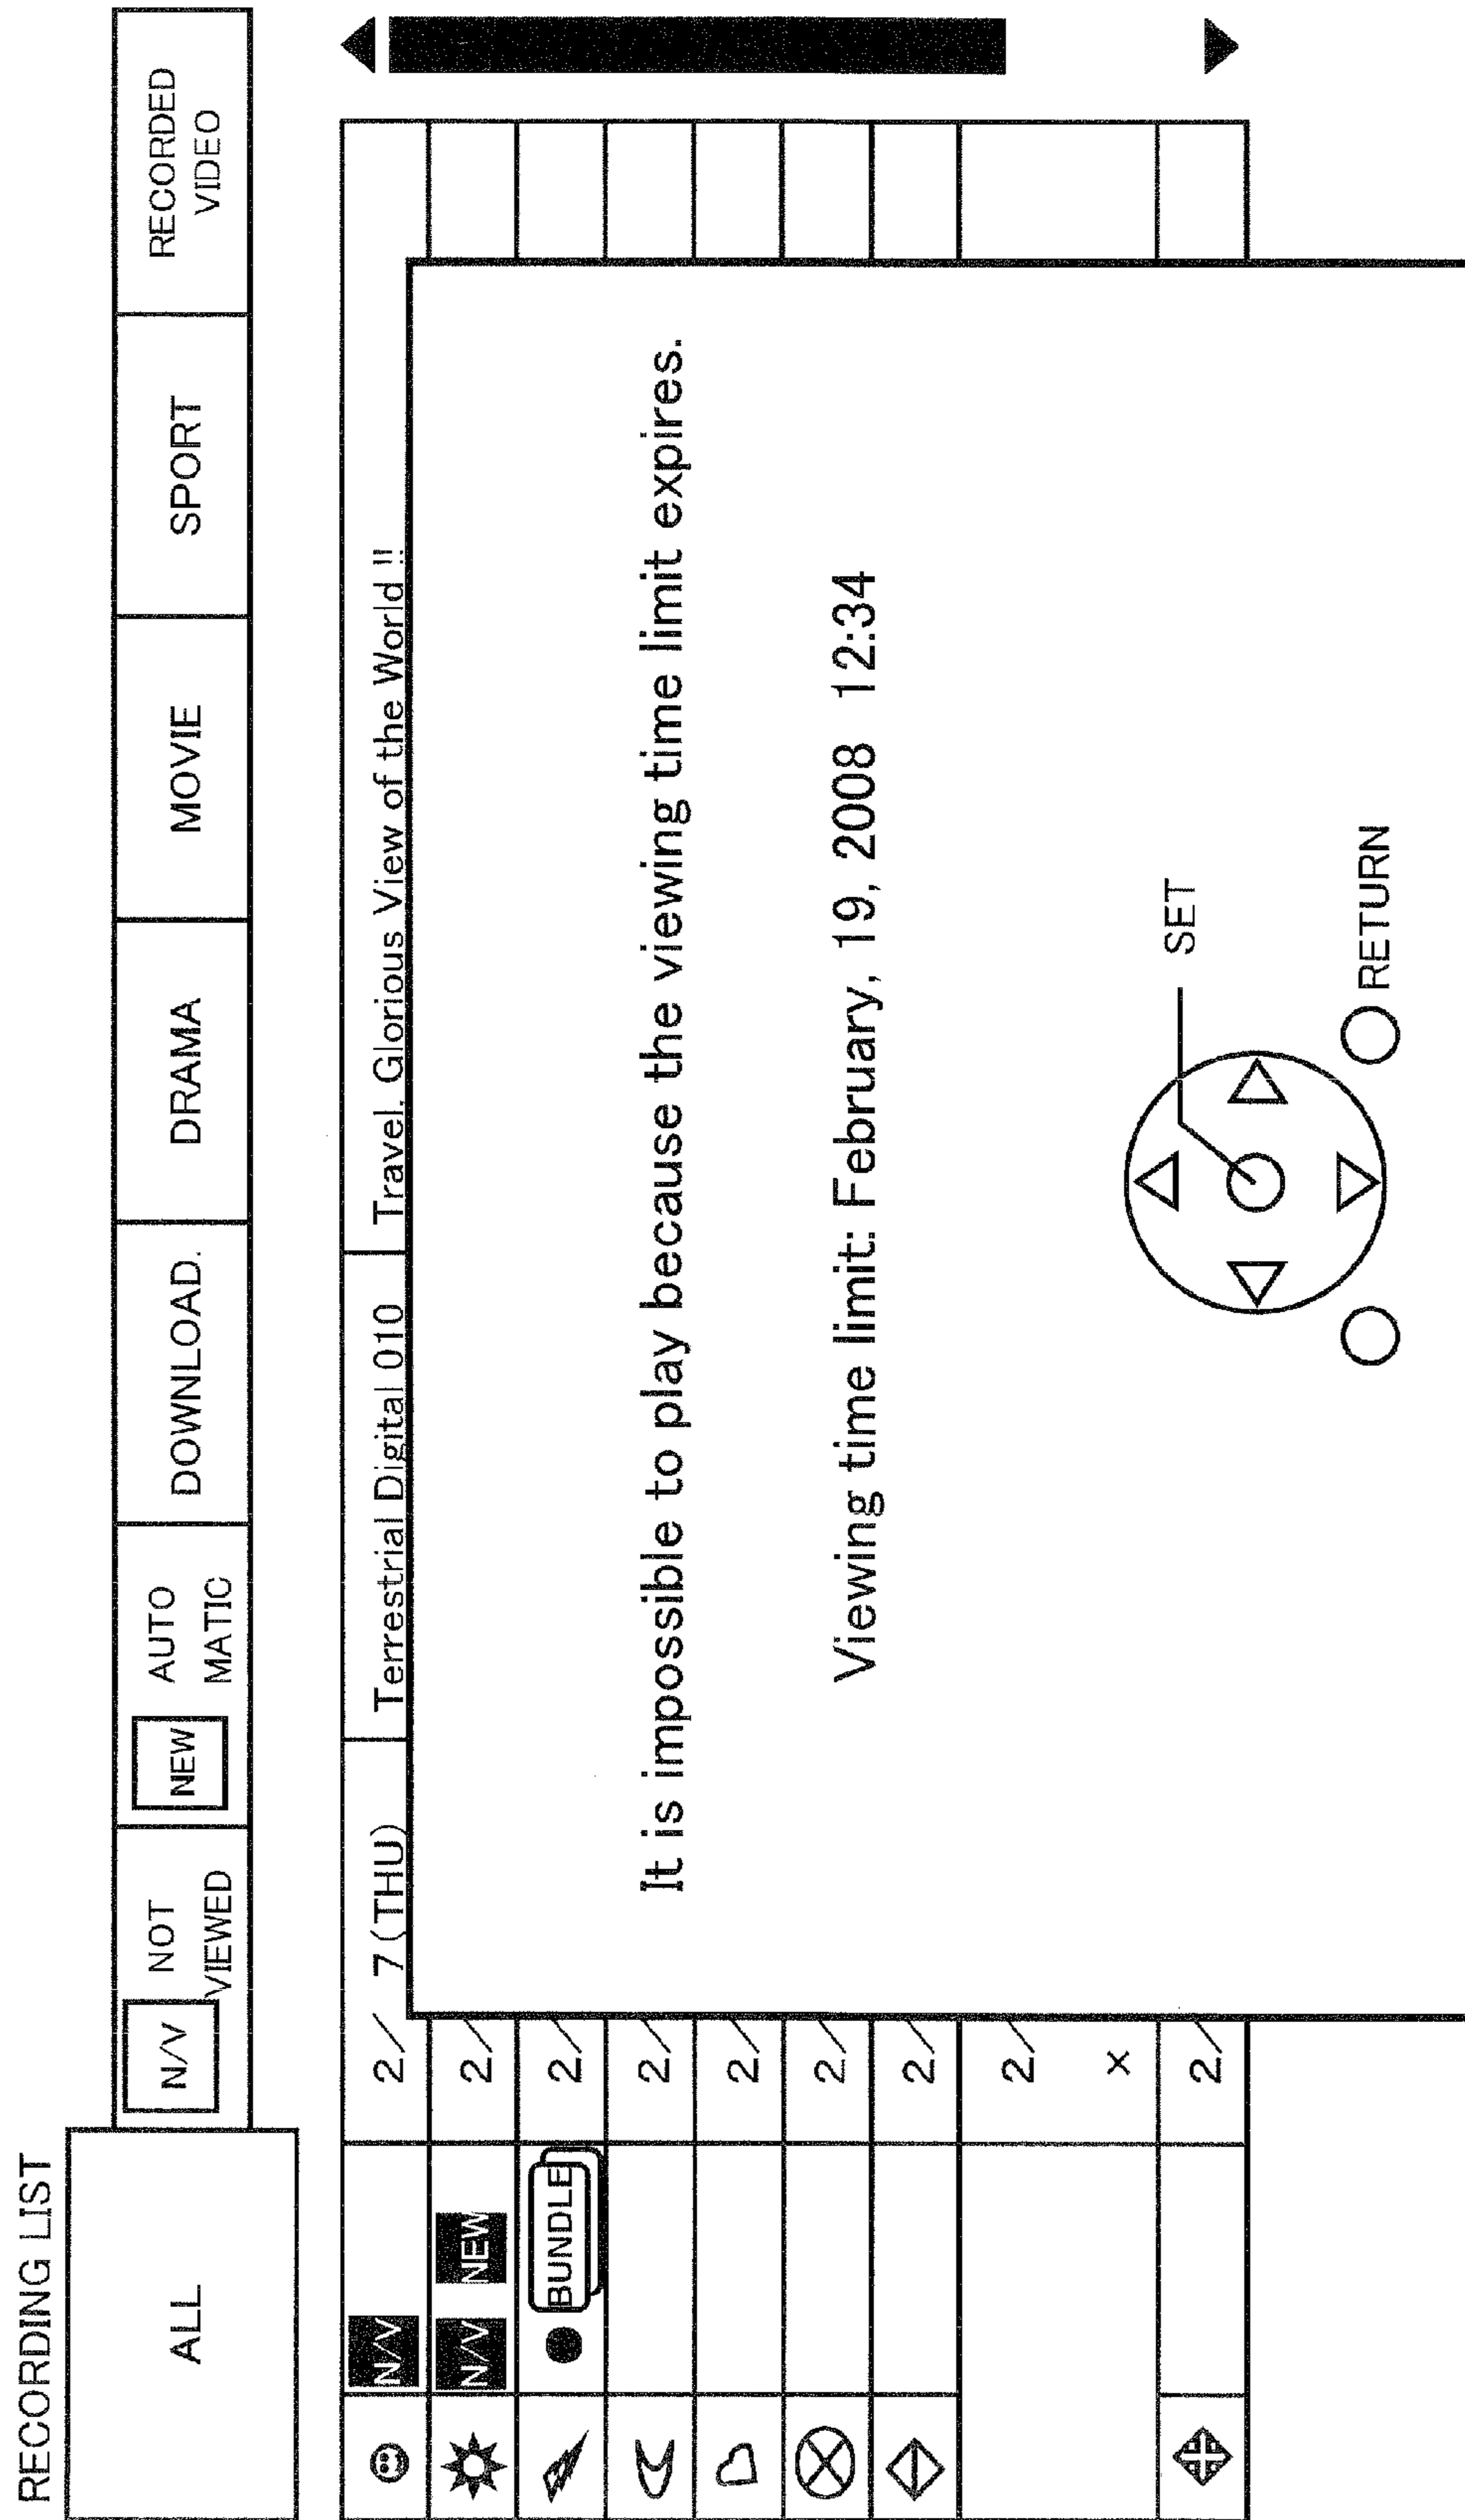 RECORDING LIST
ALL
N/V NOT VIEWED
NEW AUTO MATIC
DOWNLOAD.
DRAMA
MOVIE
SPORT
RECORDED VIDEO
N/V 2/ 7(THU) Terrestrial Digital 010 Travel. Glorious View of the World !!
N/V NEW 2/
BUNDLE 2/
2/
2/
2/
2/
2/
×
2/
It is impossible to play because the viewing time limit expires.
Viewing time limit: February, 19, 2008 12:34
SET
RETURN